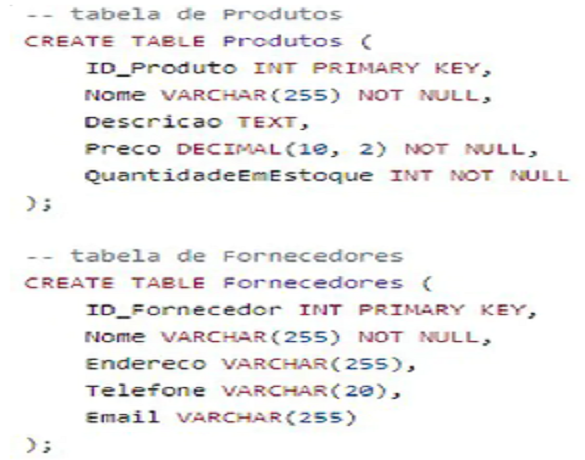 -- tabela de Produtos
CREATE TABLE Produtos (
ID_Produto INT PRIMARY KEY,
Nome VARCHAR(255) NOT NULL,
Descricao TEXT,
Preco DECIMAL(10, 2) NOT NULL,
QuantidadeEmEstoque INT NOT NULL
);
-- tabela de Fornecedores
CREATE TABLE Fornecedores (
ID_Fornecedor INT PRIMARY KEY,
Nome VARCHAR(255) NOT NULL,
Endereco VARCHAR(255),
Telefone VARCHAR(20),
Email VARCHAR(255)
);